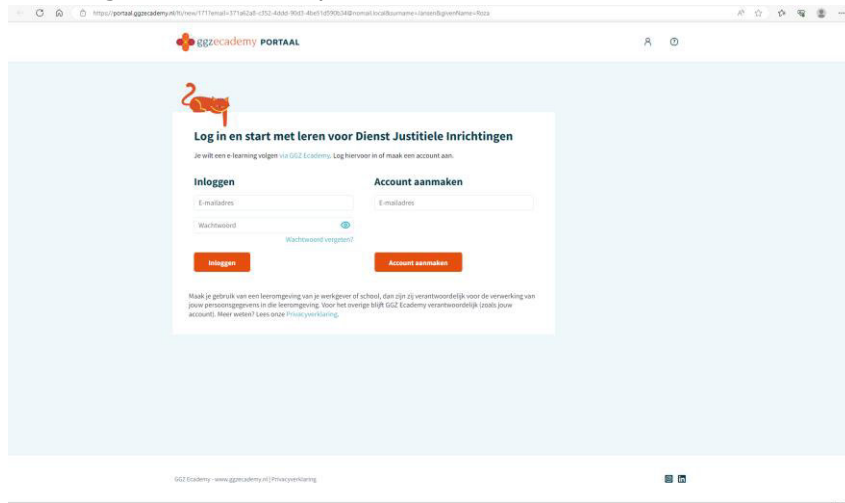 ggzecademy PORTAAL
Log in en start met leren voor Dienst Justitiele Inrichtingen
Je wilt een e-learning volgen via GGZ Ecademy. Log hiervoor in of maak een account aan.
Inloggen
Account aanmaken
E-mailadres
E-mailadres
Wachtwoord
Wachtwoord vergeten?
Inloggen
Account aanmaken
Maak je gebruik van een leeromgeving van je werkgever of school, dan zijn zij verantwoordelijk voor de verwerking van
jouw persoonsgegevens in die leeromgeving. Voor het overige blijft GGZ Ecademy verantwoordelijk (zoals jouw
account). Meer weten? Lees onze Privacyverklaring.
GGZ Ecademy - www.ggzecademy.nl | Privacyverklaring